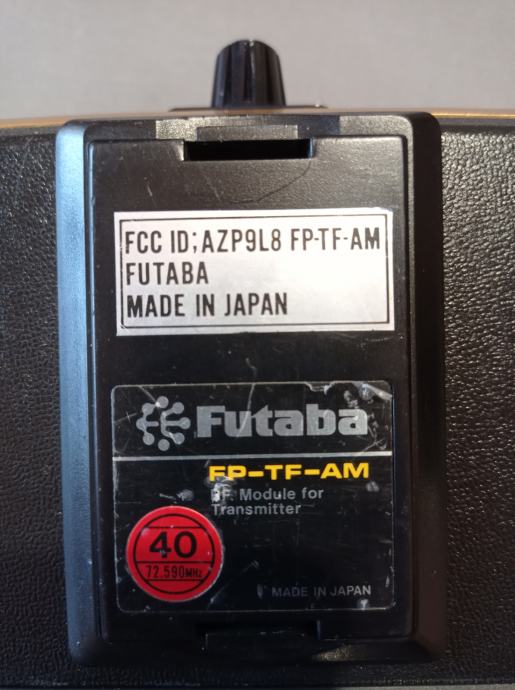 FCC ID;AZP9L8 FP-TF-AM
FUTABA
MADE IN JAPAN
Futaba
FP-TF-AM
RF Module for
Transmitter
40
72.590MHz
MADE IN JAPAN